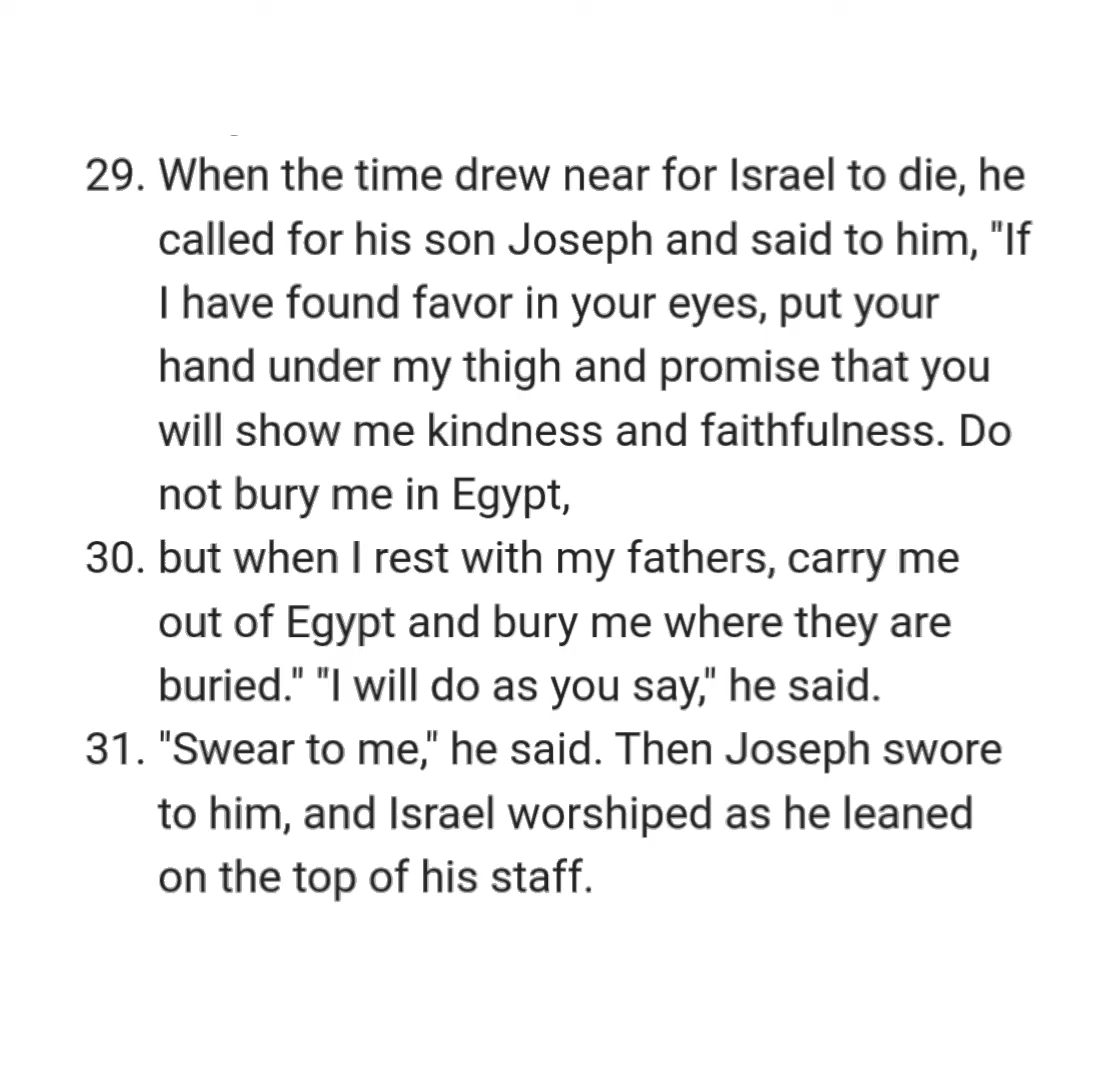 29. When the time drew near for Israel to die, he
called for his son Joseph and said to him, "If
I have found favor in your eyes, put your
hand under my thigh and promise that you
will show me kindness and faithfulness. Do
not bury me in Egypt,
30. but when I rest with my fathers, carry me
out of Egypt and bury me where they are
buried." "I will do as you say," he said.
31. "Swear to me," he said. Then Joseph swore
to him, and Israel worshiped as he leaned
on the top of his staff.